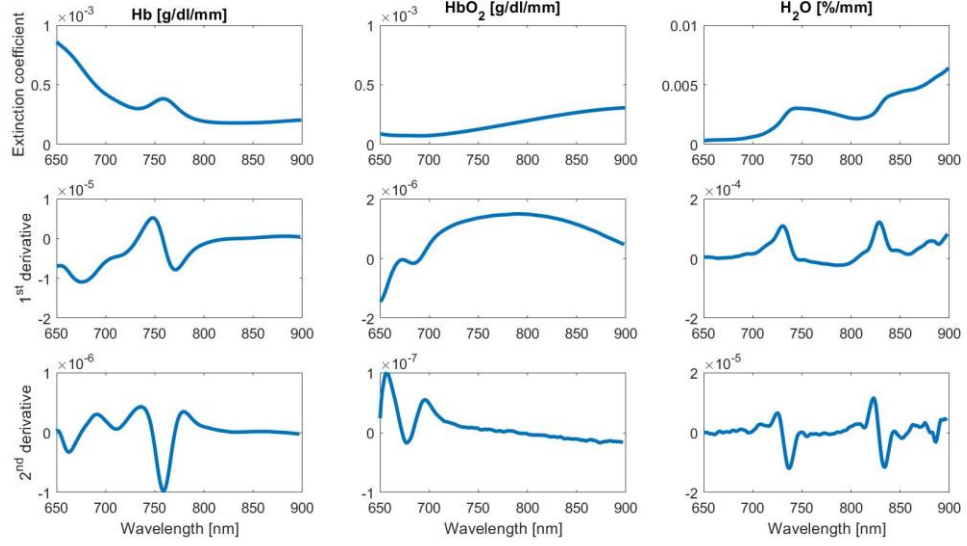 Hb [g/dl/mm]
HbO2 [g/dl/mm]
H2O [%/mm]
Extinction coefficient
×10-3
1
0.5
0
650 700 750 800 850 900
×10-3
1
0.5
0
650 700 750 800 850 900
0.01
0.005
0
650 700 750 800 850 900
1st derivative
×10-5
1
0
-1
-2
650 700 750 800 850 900
×10-6
2
0
-2
650 700 750 800 850 900
×10-4
2
0
-2
650 700 750 800 850 900
2nd derivative
×10-6
1
0
-1
650 700 750 800 850 900
Wavelength [nm]
×10-7
1
0
-1
650 700 750 800 850 900
Wavelength [nm]
×10-5
2
0
-2
650 700 750 800 850 900
Wavelength [nm]